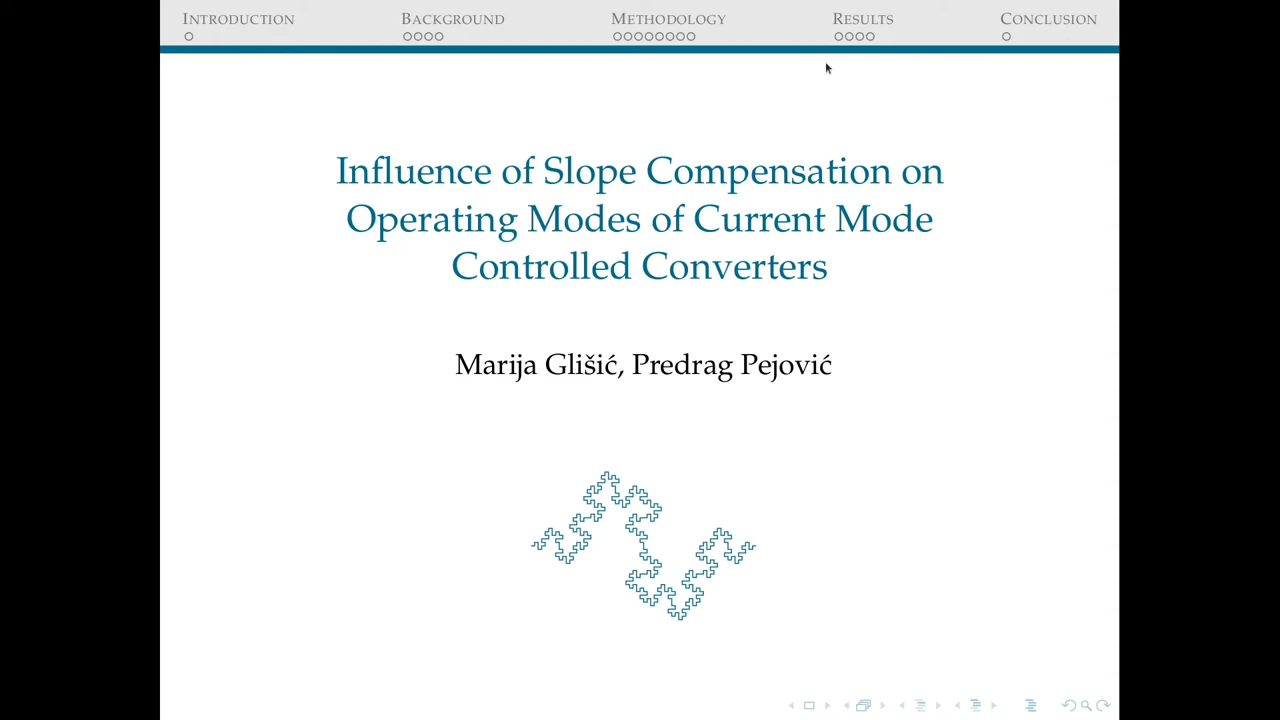 INTRODUCTION BACKGROUND METHODOLOGY RESULTS CONCLUSION
Influence of Slope Compensation on
Operating Modes of Current Mode
Controlled Converters
Marija Glišić, Predrag Pejović